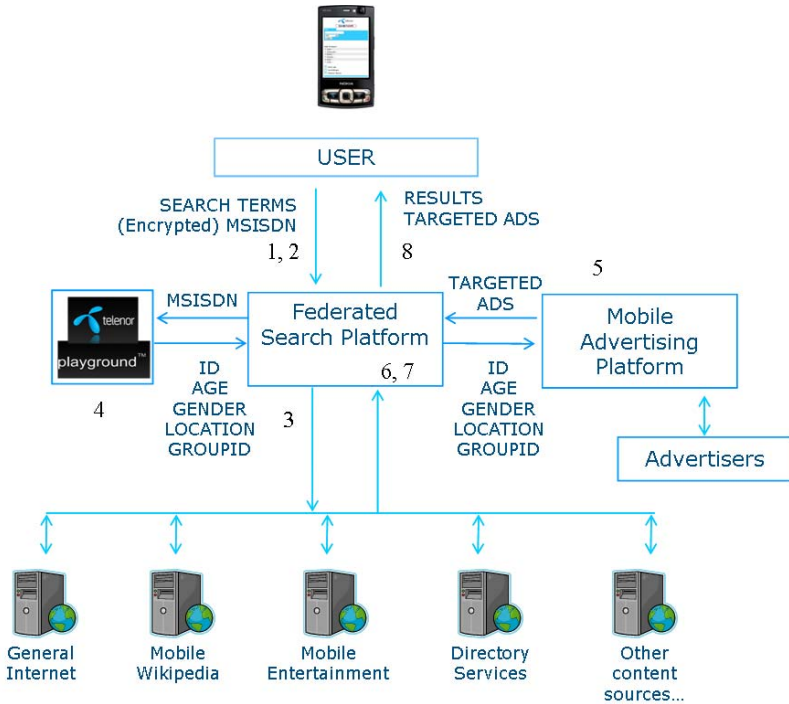 USER
SEARCH TERMS
(Encrypted) MSISDN
RESULTS
TARGETED ADS
1, 2
8
MSISDN
telenor
playground™
4
ID
AGE
GENDER
LOCATION
GROUPID
Federated
Search Platform
6, 7
3
TARGETED
ADS
5
Mobile
Advertising
Platform
ID
AGE
GENDER
LOCATION
GROUPID
Advertisers
General
Internet
Mobile
Wikipedia
Mobile
Entertainment
Directory
Services
Other
content
sources...